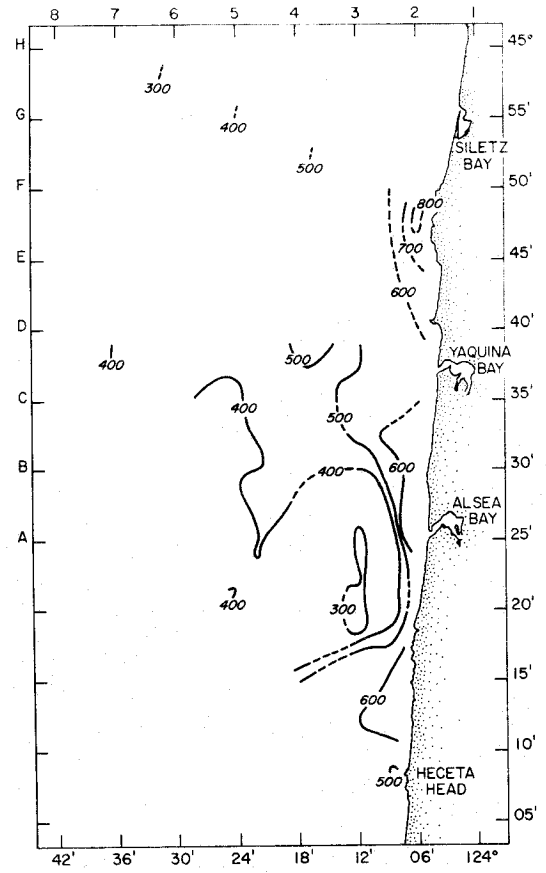 8 7 6 5 4 3 2 1
H 45°
300
G 400 55'
SILETZ
BAY
500
F 50'
800
700
E 45'
600
D 40'
400 500 YAQUINA
BAY
C 400 500 35'
B 400 600 30'
ALSEA
BAY
A 25'
400 300 20'
15'
600
10'
500 HECETA
HEAD
05'
42' 36' 30' 24' 18' 12' 06' 124°